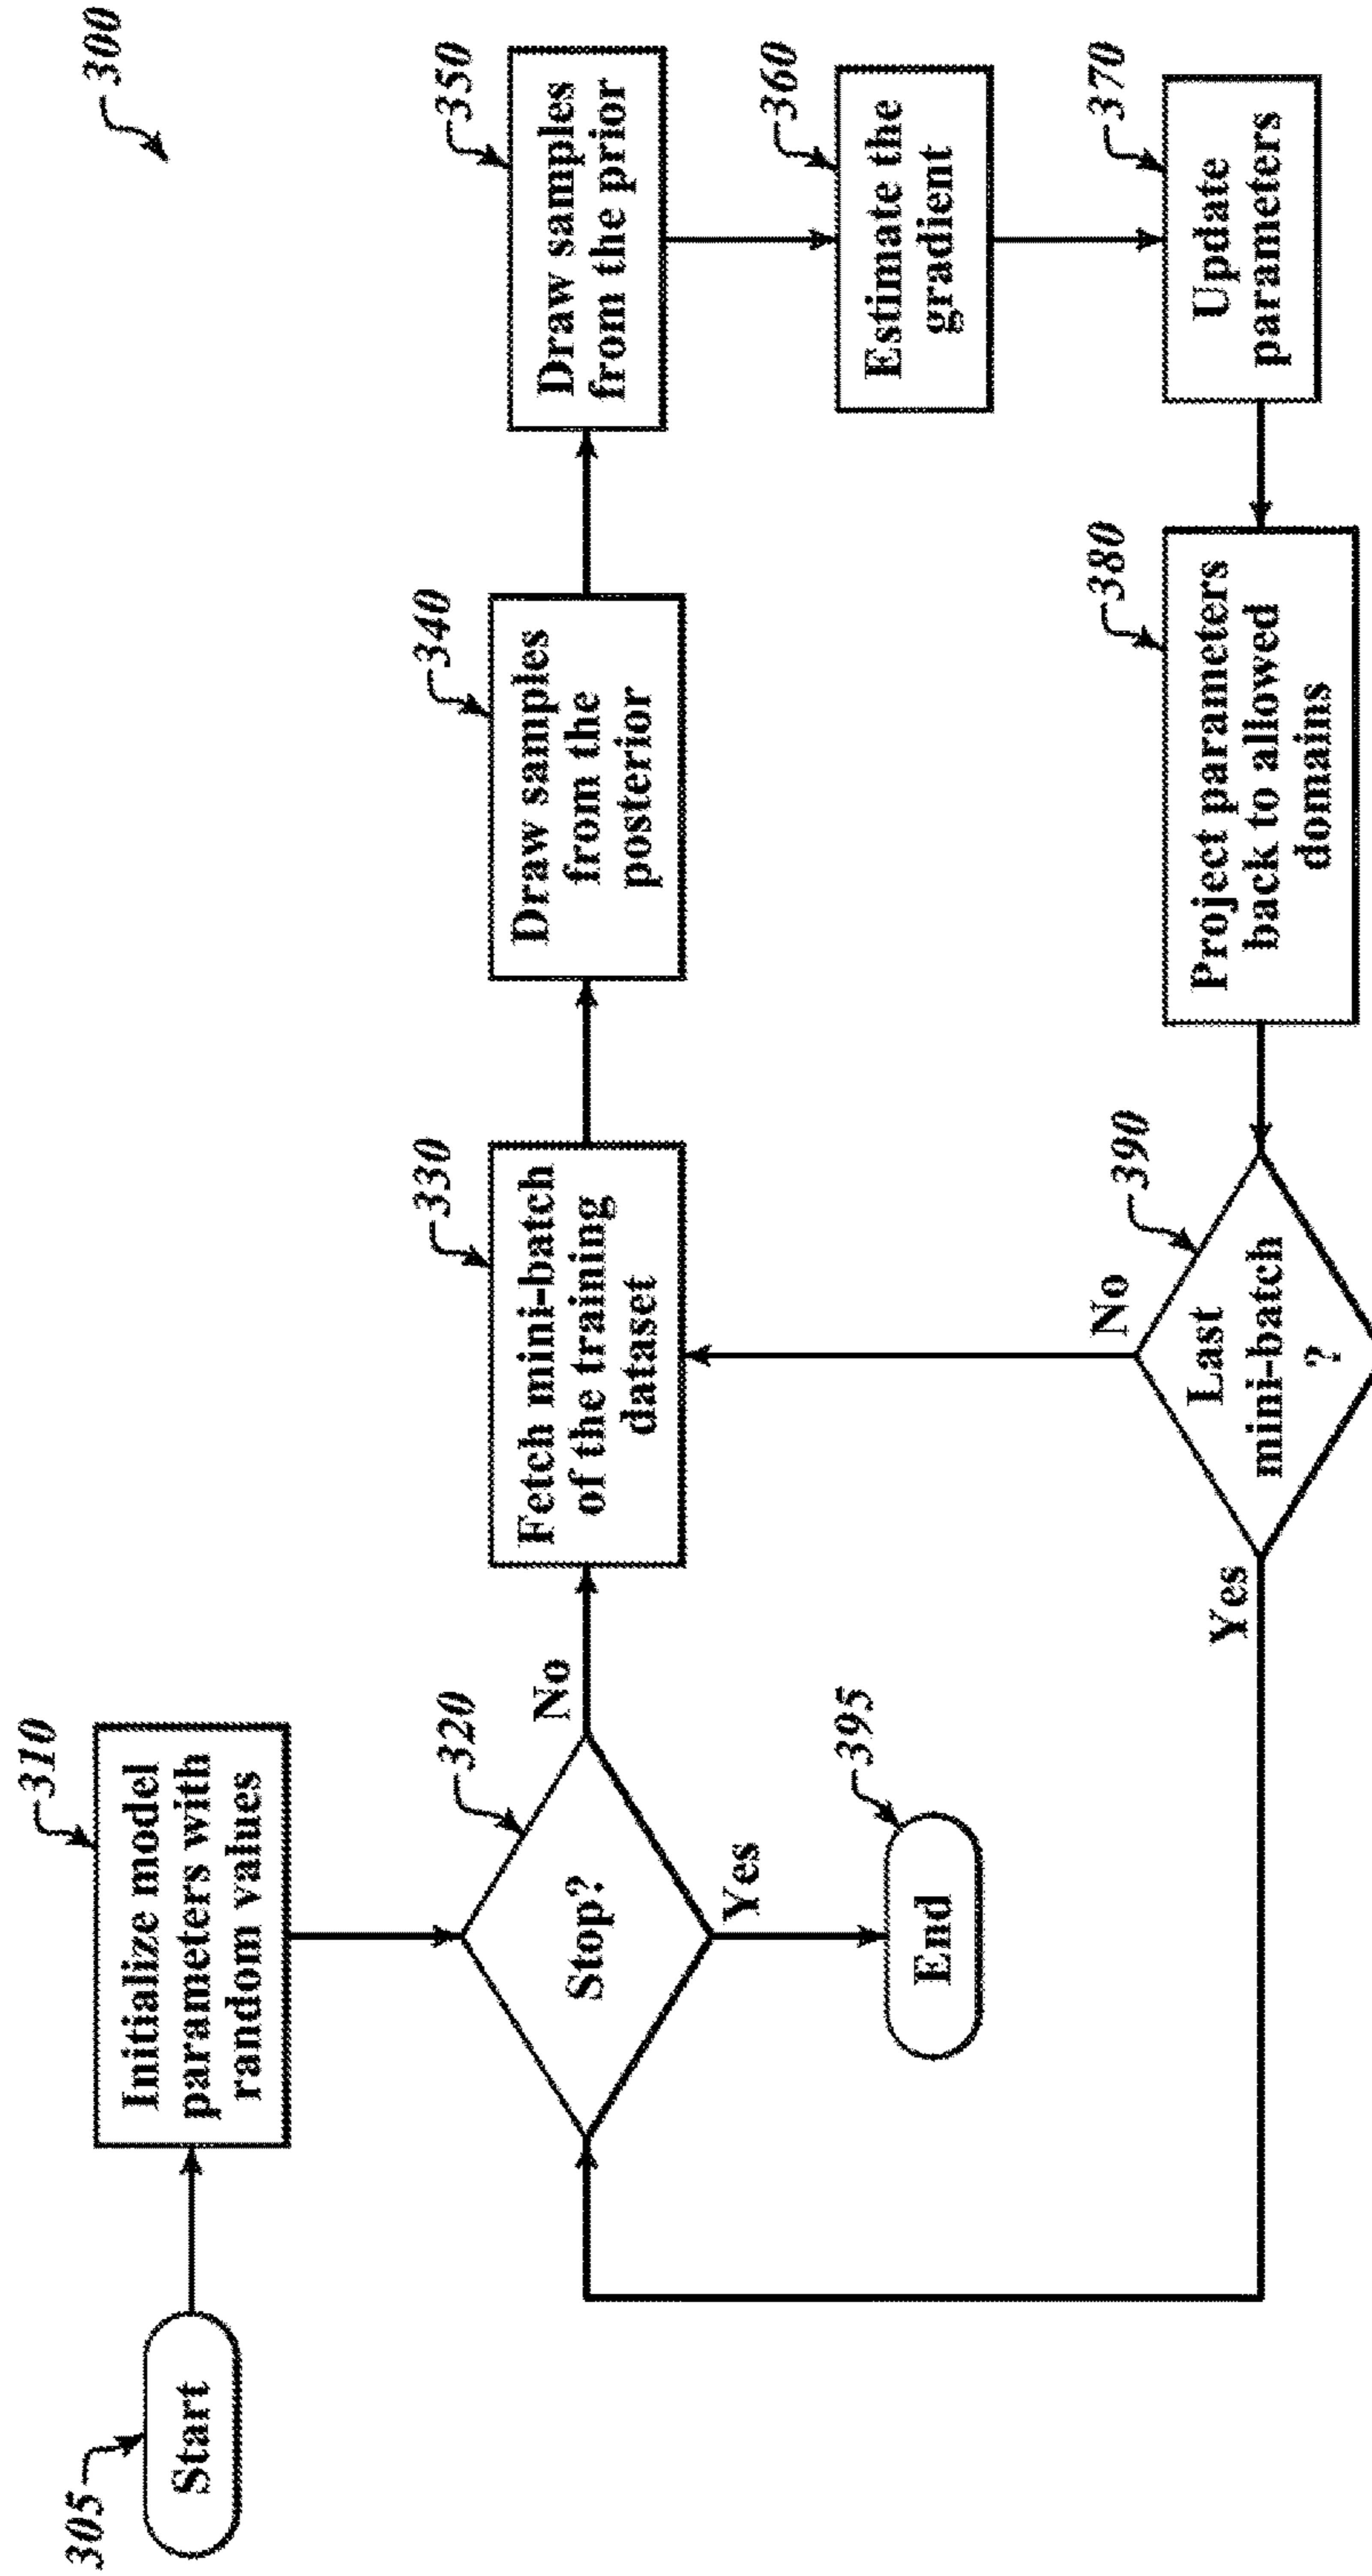 300
305
Start
310
Initialize model
parameters with
random values
320
Stop?
No
Yes
395
End
330
Fetch mini-batch
of the training
dataset
340
Draw samples
from the
posterior
350
Draw samples
from the prior
360
Estimate the
gradient
370
Update
parameters
380
Project parameters
back to allowed
domains
390
Last
mini-batch
?
No
Yes